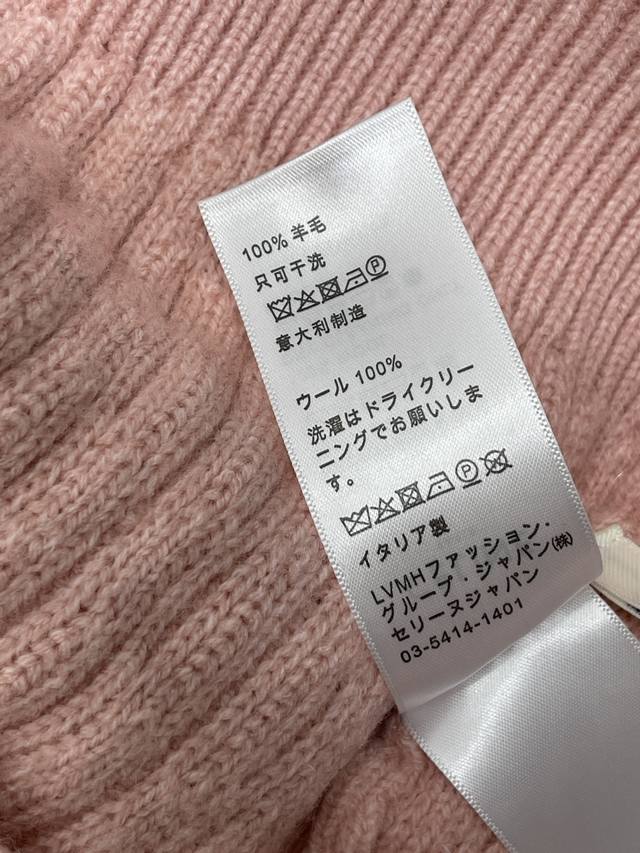 100% 羊毛
只可干洗
P
意大利制造
ウール 100%
洗濯はドライクリー
ニングでお願いしま
す。
P
イタリア製
LVMHファッション・
グループ・ジャパン(株)
セリーヌジャパン
03-5414-1401